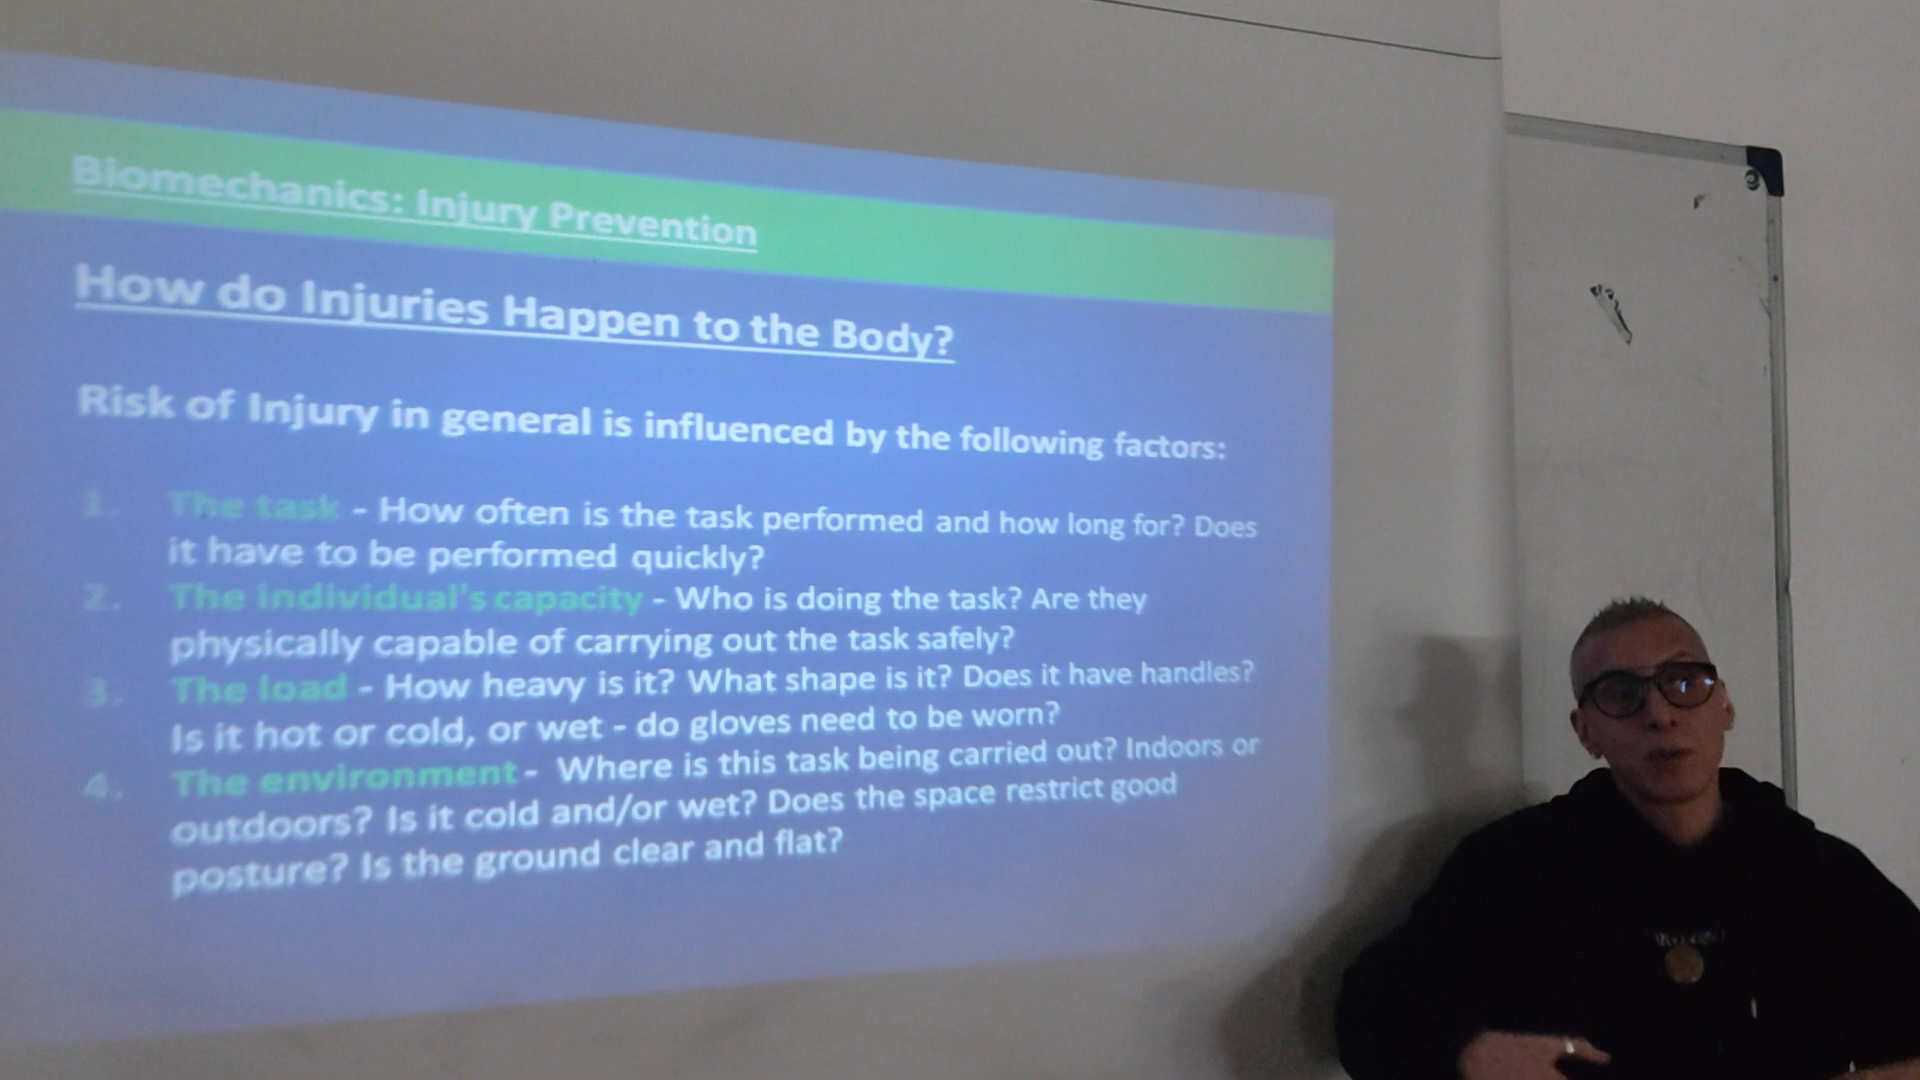 Biomechanics: Injury Prevention
How do Injuries Happen to the Body?
Risk of Injury in general is influenced by the following factors:
1. The task - How often is the task performed and how long for? Does
it have to be performed quickly?
2. The individual's capacity - Who is doing the task? Are they
physically capable of carrying out the task safely?
3. The load - How heavy is it? What shape is it? Does it have handles?
Is it hot or cold, or wet - do gloves need to be worn?
4. The environment - Where is this task being carried out? Indoors or
outdoors? Is it cold and/or wet? Does the space restrict good
posture? Is the ground clear and flat?